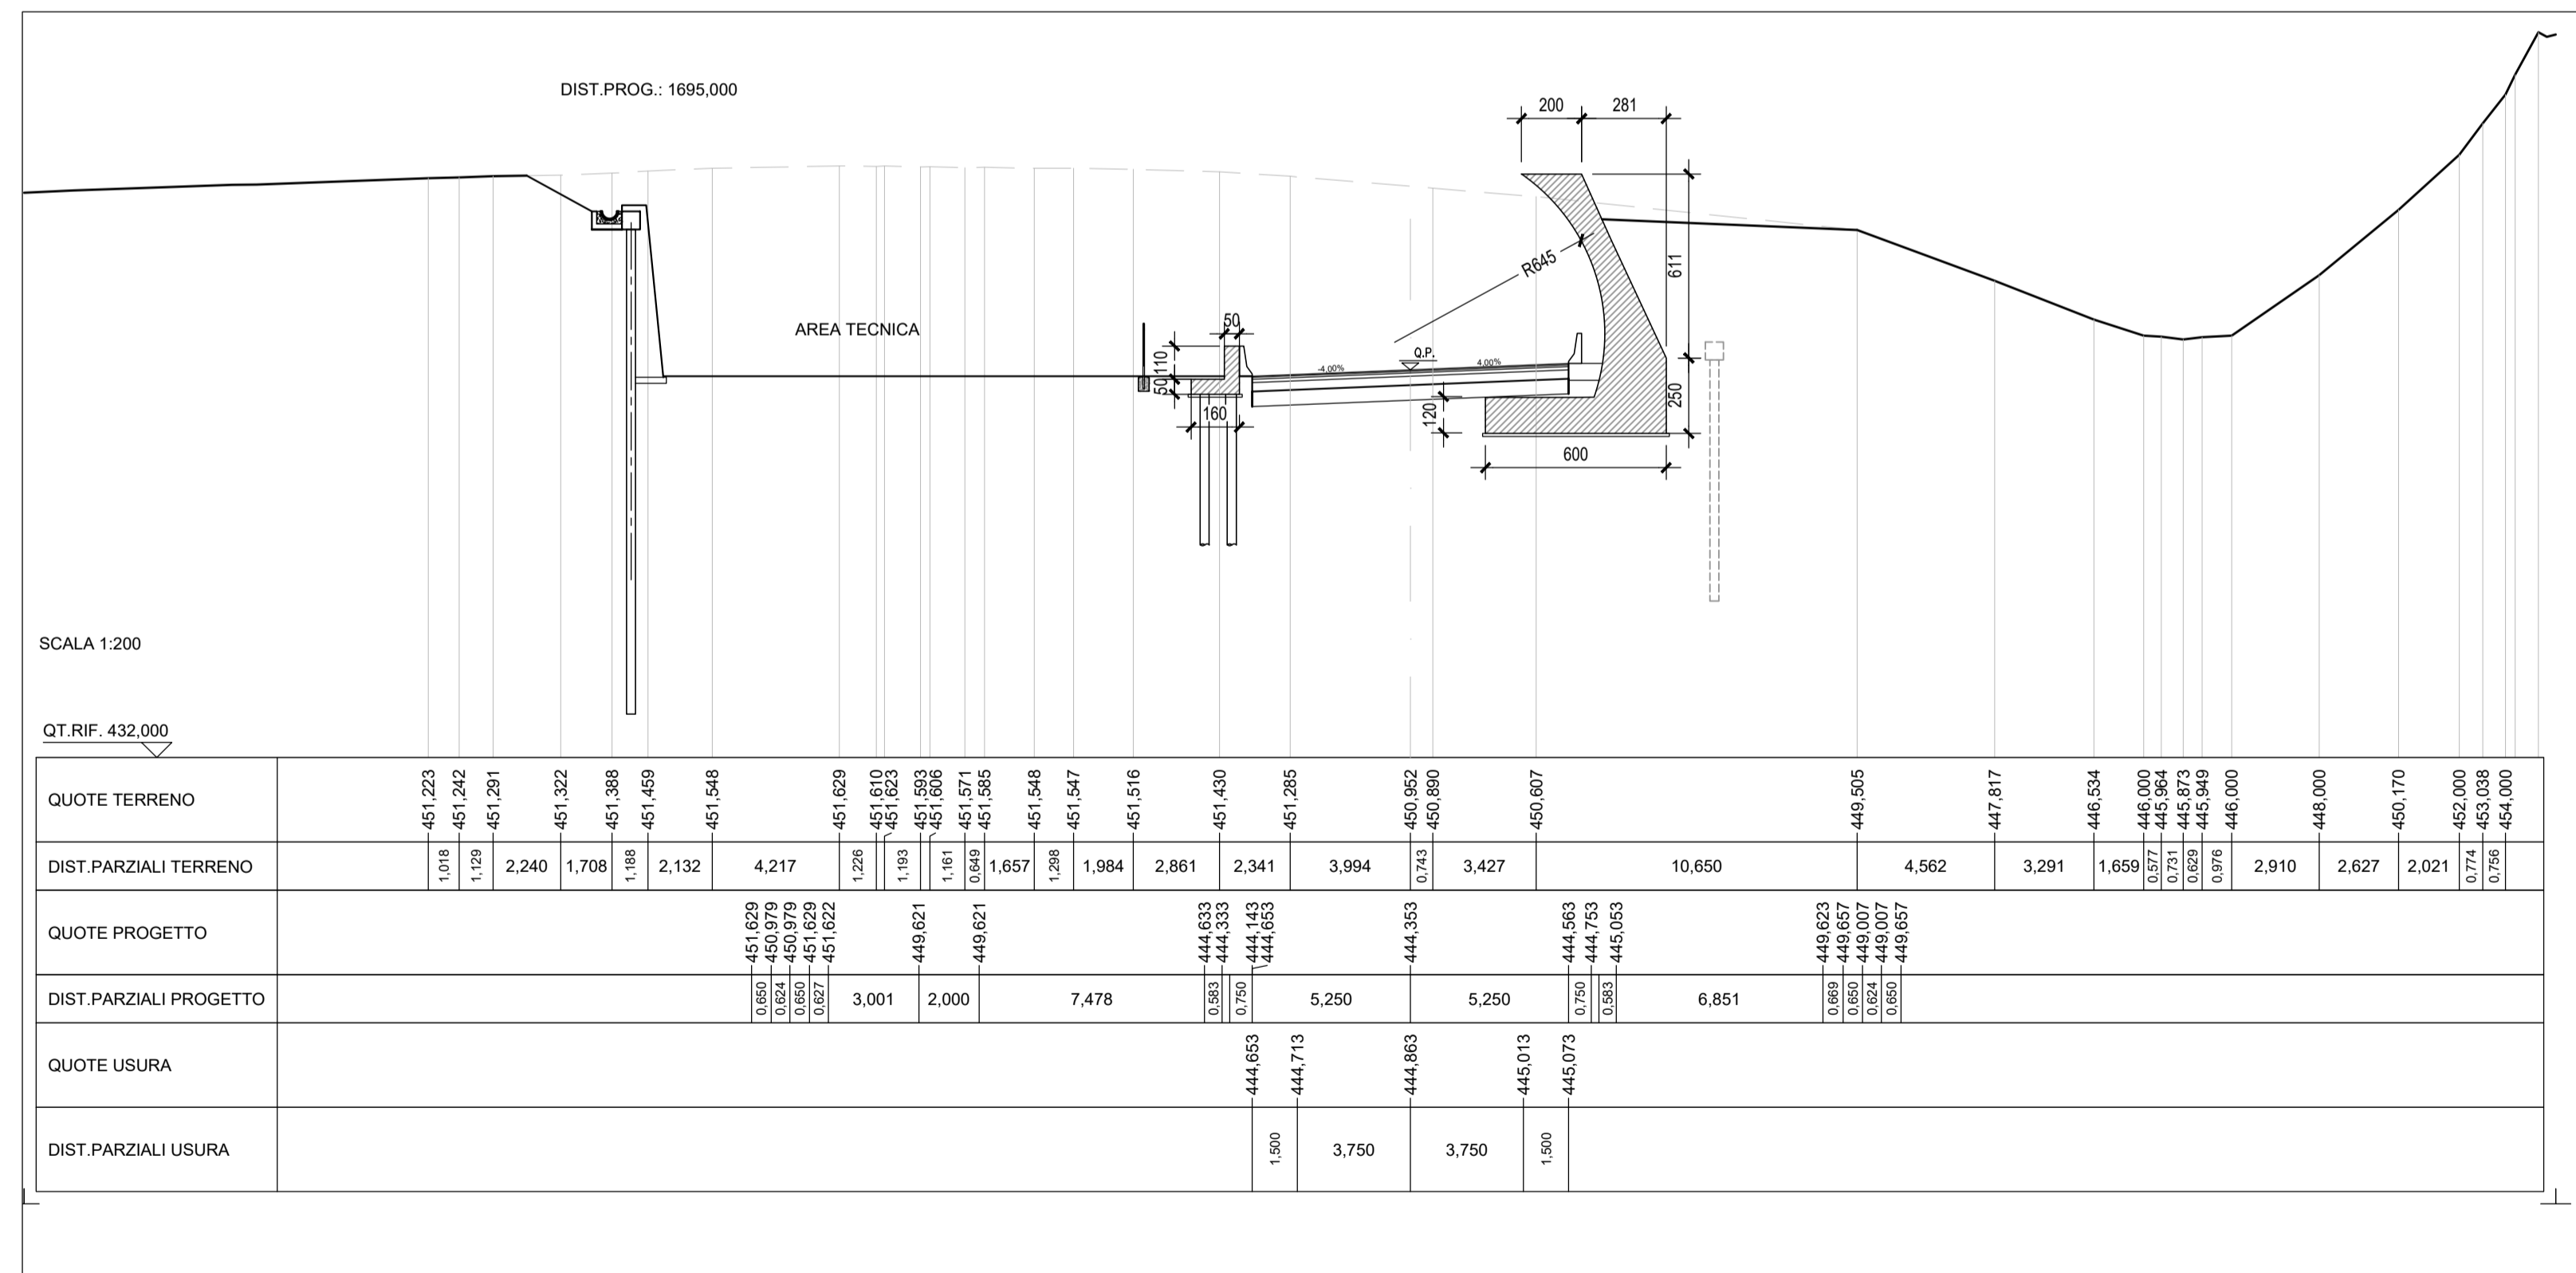 DIST.PROG.: 1695,000
200
281
R645
611
AREA TECNICA
50
110
50
160
-4,00%
Q.P.
4,00%
120
250
600
SCALA 1:200
QT.RIF. 432,000
QUOTE TERRENO 451,223 451,242 451,291 451,322 451,388 451,459 451,548 451,629 451,610 451,623 451,593 451,606 451,571 451,585 451,548 451,547 451,516 451,430 451,285 450,952 450,890 450,607 449,505 447,817 446,534 446,000 445,964 445,873 445,949 446,000 448,000 450,170 452,000 453,038 454,000
DIST.PARZIALI TERRENO 1,018 1,129 2,240 1,708 1,188 2,132 4,217 1,226 1,193 1,161 0,649 1,657 1,298 1,984 2,861 2,341 3,994 0,743 3,427 10,650 4,562 3,291 1,659 0,577 0,731 0,629 0,976 2,910 2,627 2,021 0,774 0,756
QUOTE PROGETTO 451,629 450,979 450,979 451,629 451,622 449,621 449,621 444,633 444,333 444,143 444,653 444,353 444,563 444,753 445,053 449,623 449,657 449,007 449,007 449,657
DIST.PARZIALI PROGETTO 0,650 0,624 0,650 0,627 3,001 2,000 7,478 0,583 0,750 5,250 5,250 0,750 0,583 6,851 0,669 0,650 0,624 0,650
QUOTE USURA 444,653 444,713 444,863 445,013 445,073
DIST.PARZIALI USURA 1,500 3,750 3,750 1,500